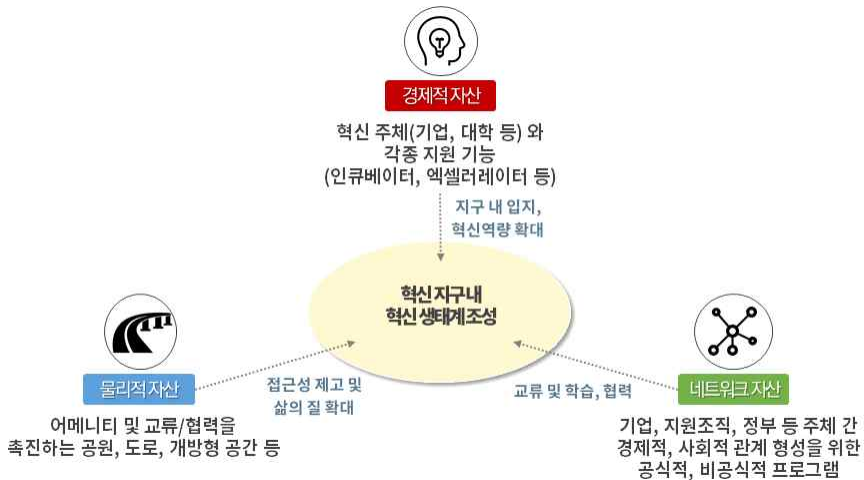 경제적 자산
혁신 주체(기업, 대학 등) 와
각종 지원 기능
(인큐베이터, 엑셀러레이터 등)
지구 내 입지,
혁신역량 확대
혁신 지구 내
혁신 생태계 조성
물리적 자산
접근성 제고 및
삶의 질 확대
어메니티 및 교류/협력을
촉진하는 공원, 도로, 개방형 공간 등
교류 및 학습, 협력
네트워크 자산
기업, 지원조직, 정부 등 주체 간
경제적, 사회적 관계 형성을 위한
공식적, 비공식적 프로그램